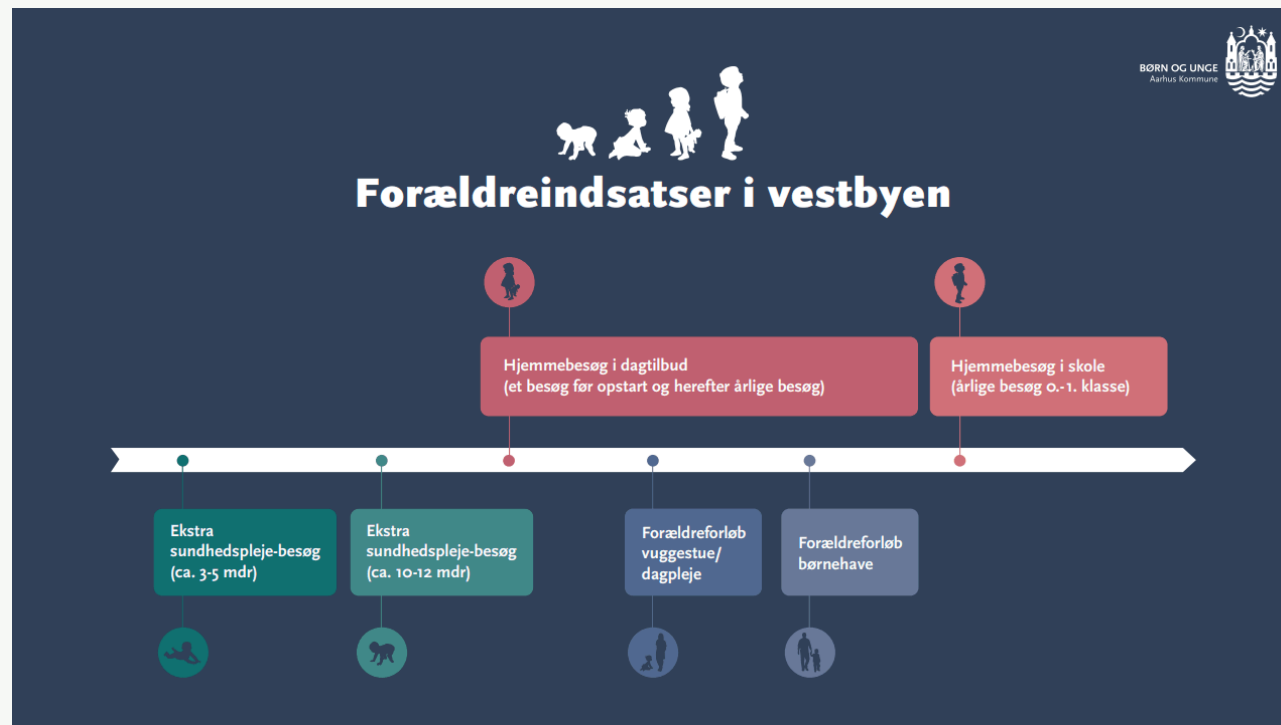 BØRN OG UNGE
Aarhus Kommune
Forældreindsatser i vestbyen
Hjemmebesøg i dagtilbud
(et besøg før opstart og herefter årlige besøg)
Hjemmebesøg i skole
(årlige besøg 0.-1. klasse)
Ekstra
sundhedspleje-besøg
(ca. 3-5 mdr)
Ekstra
sundhedspleje-besøg
(ca. 10-12 mdr)
Forældreforløb
vuggestue/
dagpleje
Forældreforløb
børnehave